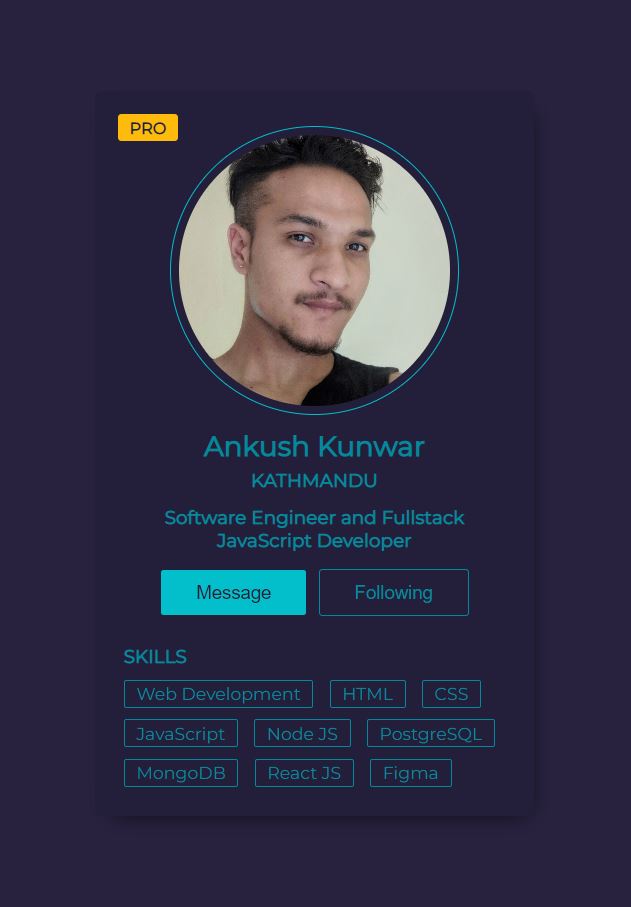 PRO
Ankush Kunwar
KATHMANDU
Software Engineer and Fullstack
JavaScript Developer
Message Following
SKILLS
Web Development HTML CSS
JavaScript Node JS PostgreSQL
MongoDB React JS Figma